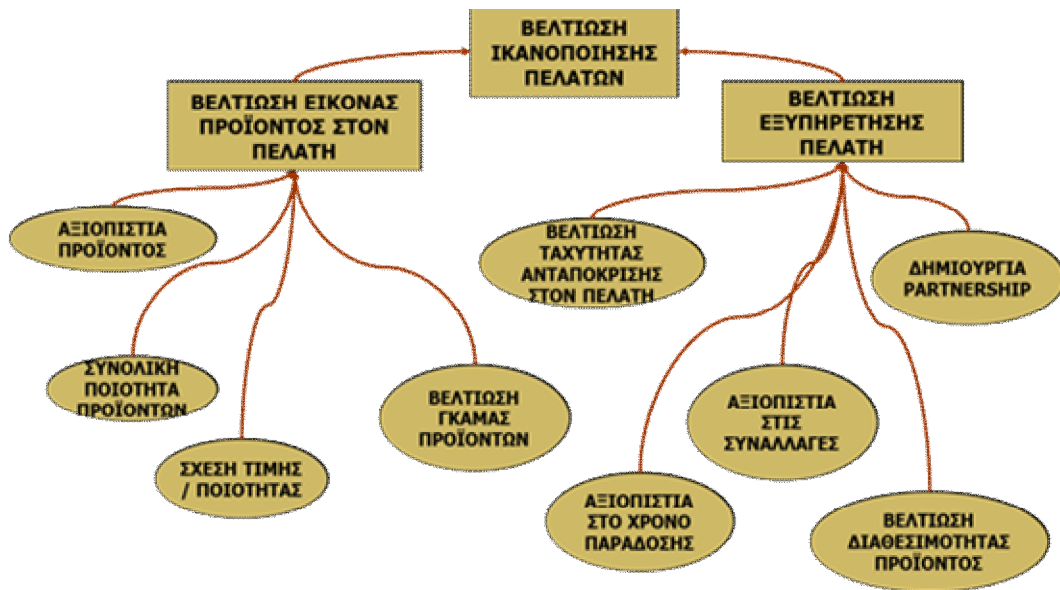 ΒΕΛΤΙΩΣΗ
ΙΚΑΝΟΠΟΙΗΣΗΣ
ΠΕΛΑΤΩΝ
ΒΕΛΤΙΩΣΗ ΕΙΚΟΝΑΣ
ΠΡΟΪΟΝΤΟΣ ΣΤΟΝ
ΠΕΛΑΤΗ
ΒΕΛΤΙΩΣΗ
ΕΞΥΠΗΡΕΤΗΣΗΣ
ΠΕΛΑΤΗ
ΑΞΙΟΠΙΣΤΙΑ
ΠΡΟΪΟΝΤΟΣ
ΣΥΝΟΛΙΚΗ
ΠΟΙΟΤΗΤΑ
ΠΡΟΪΟΝΤΩΝ
ΣΧΕΣΗ ΤΙΜΗΣ
/ ΠΟΙΟΤΗΤΑΣ
ΒΕΛΤΙΩΣΗ
ΓΚΑΜΑΣ
ΠΡΟΪΟΝΤΩΝ
ΒΕΛΤΙΩΣΗ
ΤΑΧΥΤΗΤΑΣ
ΑΝΤΑΠΟΚΡΙΣΗΣ
ΣΤΟΝ ΠΕΛΑΤΗ
ΑΞΙΟΠΙΣΤΙΑ
ΣΤΟ ΧΡΟΝΟ
ΠΑΡΑΔΟΣΗΣ
ΑΞΙΟΠΙΣΤΙΑ
ΣΤΙΣ
ΣΥΝΑΛΛΑΓΕΣ
ΒΕΛΤΙΩΣΗ
ΔΙΑΘΕΣΙΜΟΤΗΤΑΣ
ΠΡΟΪΟΝΤΟΣ
ΔΗΜΙΟΥΡΓΙΑ
PARTNERSHIP